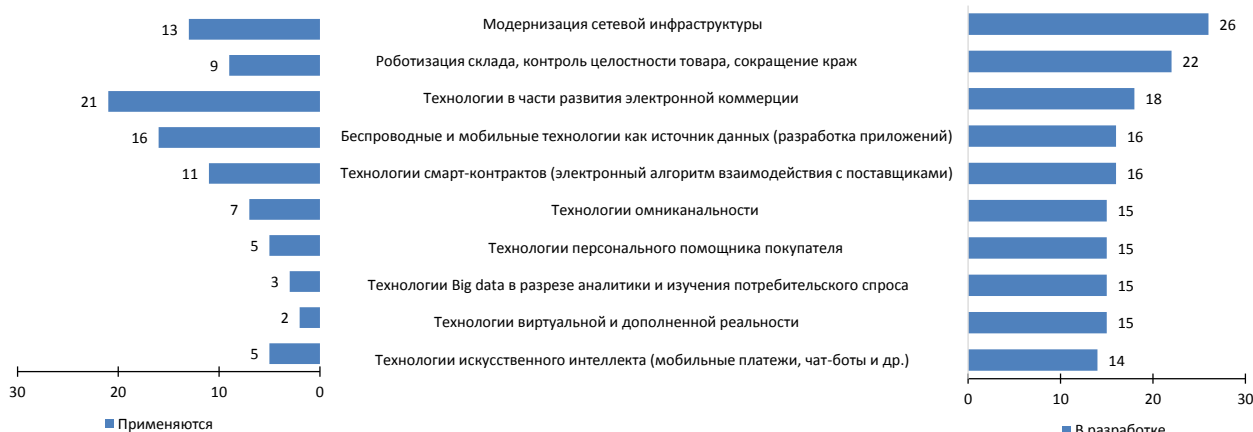 13 Модернизация сетевой инфраструктуры 26
9 Роботизация склада, контроль целостности товара, сокращение краж 22
21 Технологии в части развития электронной коммерции 18
16 Беспроводные и мобильные технологии как источник данных (разработка приложений) 16
11 Технологии смарт-контрактов (электронный алгоритм взаимодействия с поставщиками) 16
7 Технологии омниканальности 15
5 Технологии персонального помощника покупателя 15
3 Технологии Big data в разрезе аналитики и изучения потребительского спроса 15
2 Технологии виртуальной и дополненной реальности 15
5 Технологии искусственного интеллекта (мобильные платежи, чат-боты и др.) 14
30 20 10 0 0 10 20 30
Применяются В разработке